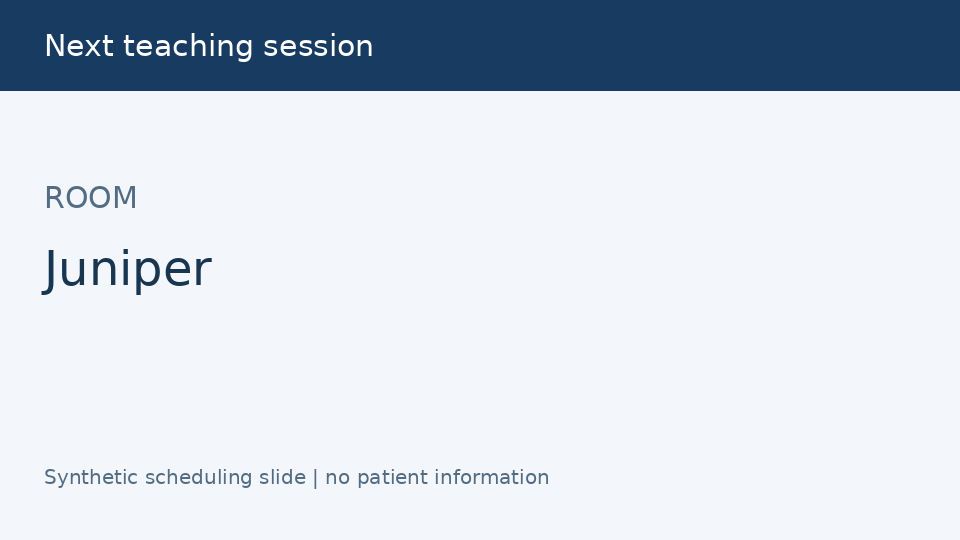 Next teaching session
ROOM
Juniper
Synthetic scheduling slide | no patient information